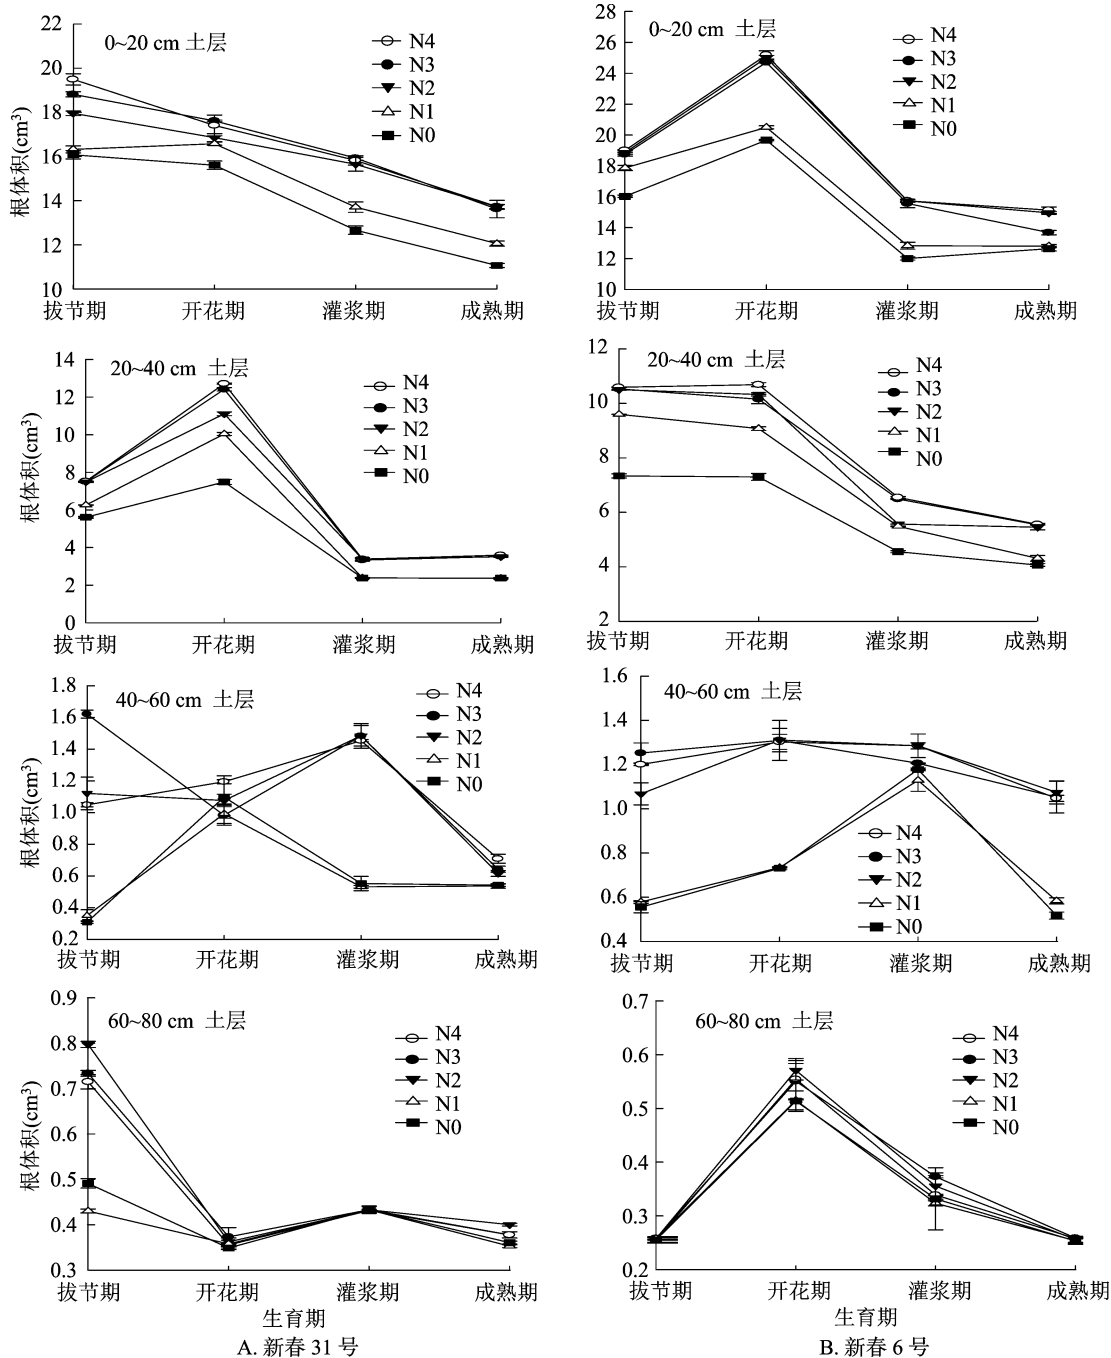 22
20
18
16
14
12
10
根体积(cm³)
0~20 cm 土层
N4
N3
N2
N1
N0
拔节期 开花期 灌浆期 成熟期
28
26
24
22
20
18
16
14
12
10
0~20 cm 土层
N4
N3
N2
N1
N0
拔节期 开花期 灌浆期 成熟期
14
12
10
8
6
4
2
0
根体积(cm³)
20~40 cm 土层
N4
N3
N2
N1
N0
拔节期 开花期 灌浆期 成熟期
12
10
8
6
4
2
20~40 cm 土层
N4
N3
N2
N1
N0
拔节期 开花期 灌浆期 成熟期
1.8
1.6
1.4
1.2
1.0
0.8
0.6
0.4
0.2
根体积(cm³)
40~60 cm 土层
N4
N3
N2
N1
N0
拔节期 开花期 灌浆期 成熟期
1.6
1.4
1.2
1.0
0.8
0.6
0.4
40~60 cm 土层
N4
N3
N2
N1
N0
拔节期 开花期 灌浆期 成熟期
0.9
0.8
0.7
0.6
0.5
0.4
0.3
根体积(cm³)
60~80 cm 土层
N4
N3
N2
N1
N0
拔节期 开花期 灌浆期 成熟期
生育期
A. 新春 31 号
0.7
0.6
0.5
0.4
0.3
0.2
60~80 cm 土层
N4
N3
N2
N1
N0
拔节期 开花期 灌浆期 成熟期
生育期
B. 新春 6 号